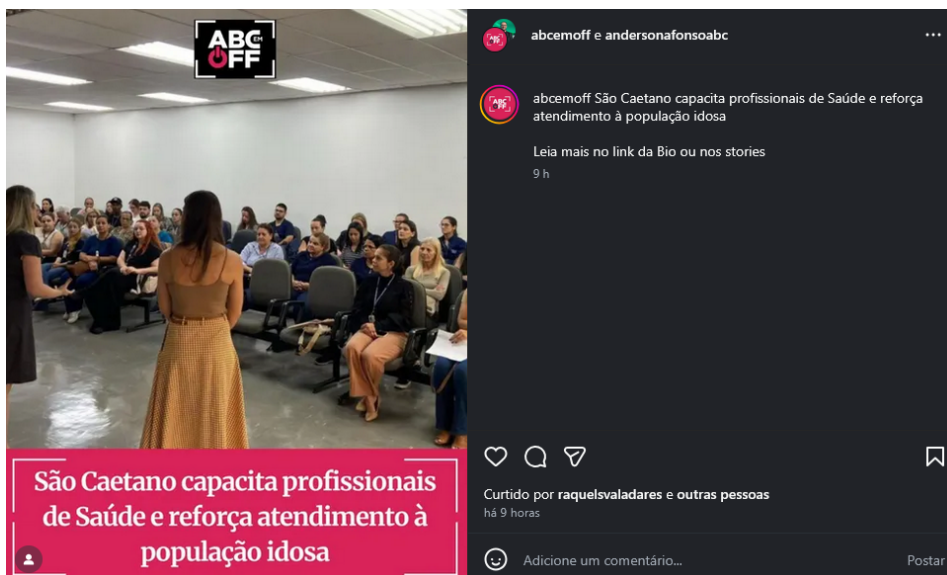 ABC EM
OFF
São Caetano capacita profissionais
de Saúde e reforça atendimento à
população idosa
abcemoff e andersonafonsoabc
abcemoff São Caetano capacita profissionais de Saúde e reforça
atendimento à população idosa
Leia mais no link da Bio ou nos stories
9 h
Curtido por raquelsvaladares e outras pessoas
há 9 horas
Adicione um comentário...
Postar